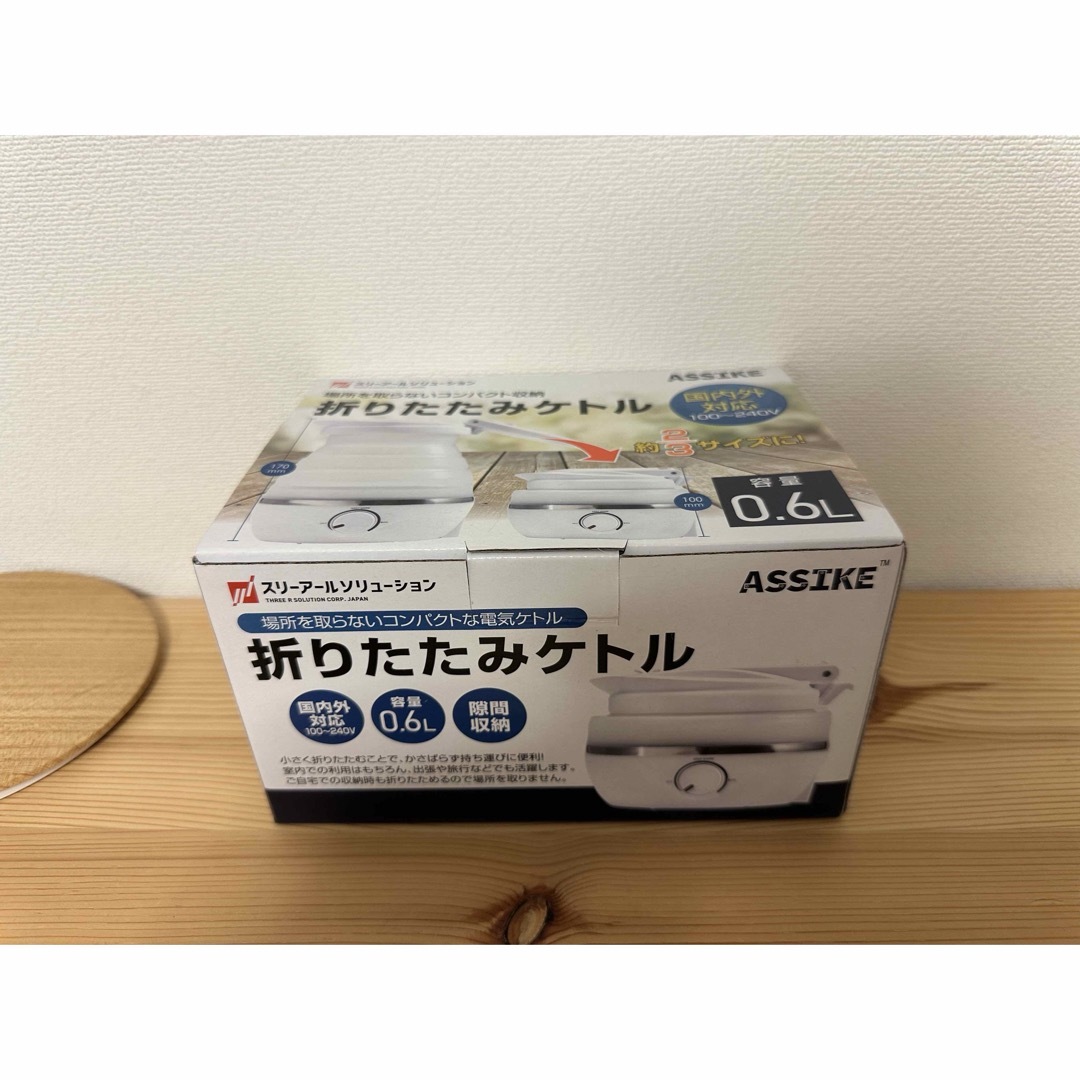 スリーアールソリューション
ASSIKE
場所を取らないコンパクト収納
折りたたみケトル
国内外
対応
100~240V
約2/3サイズに!
170
mm
100
mm
容量
0.6L
スリーアールソリューション
THREE R SOLUTION CORP. JAPAN
ASSIKE™
場所を取らないコンパクトな電気ケトル
折りたたみケトル
国内外
対応
100~240V
容量
0.6L
隙間
収納
小さく折りたたむことで、かさばらず持ち運びに便利!
室内での利用はもちろん、出張や旅行などでも活躍します。
ご自宅での収納時も折りたためるので場所を取りません。